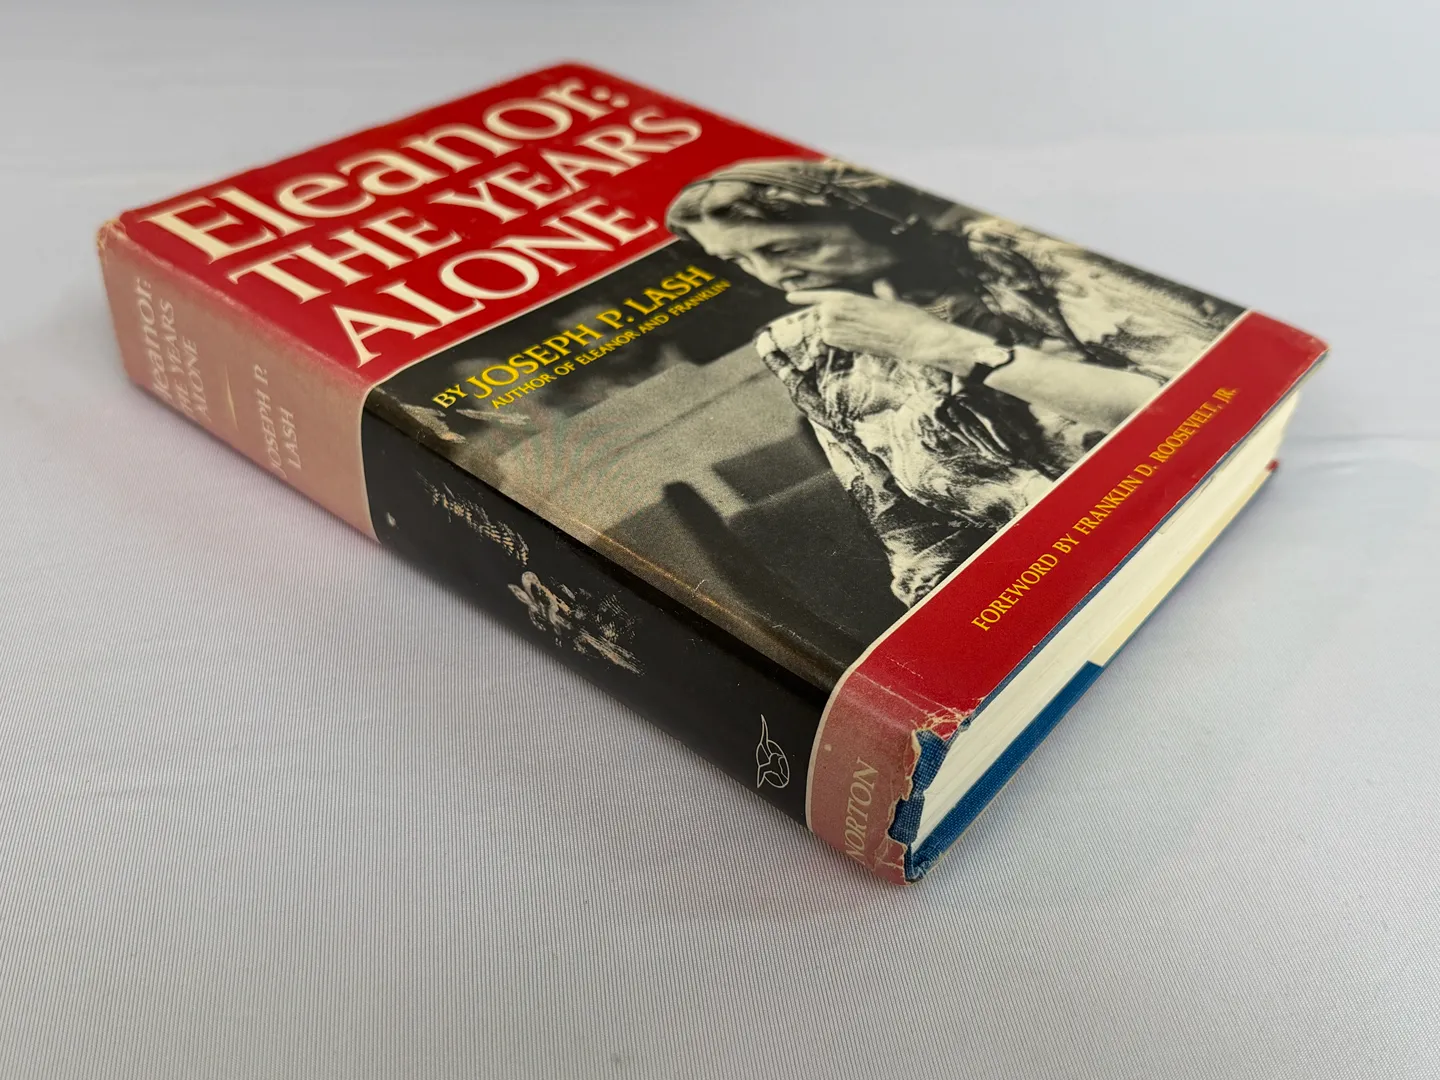 Eleanor:
THE YEARS
ALONE
BY JOSEPH P. LASH
AUTHOR OF ELEANOR AND FRANKLIN
FOREWORD BY FRANKLIN D. ROOSEVELT, JR.
Eleanor:
THE YEARS
ALONE
JOSEPH P.
LASH
NORTON